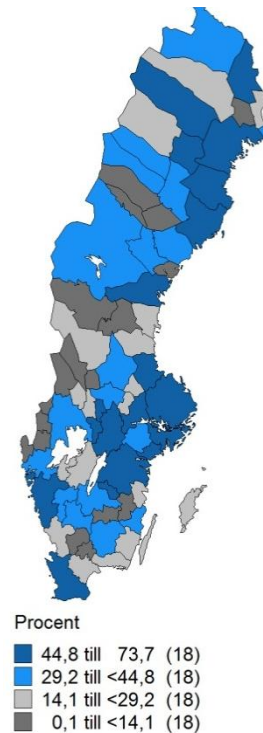 Procent
44,8 till 73,7 (18)
29,2 till <44,8 (18)
14,1 till <29,2 (18)
0,1 till <14,1 (18)